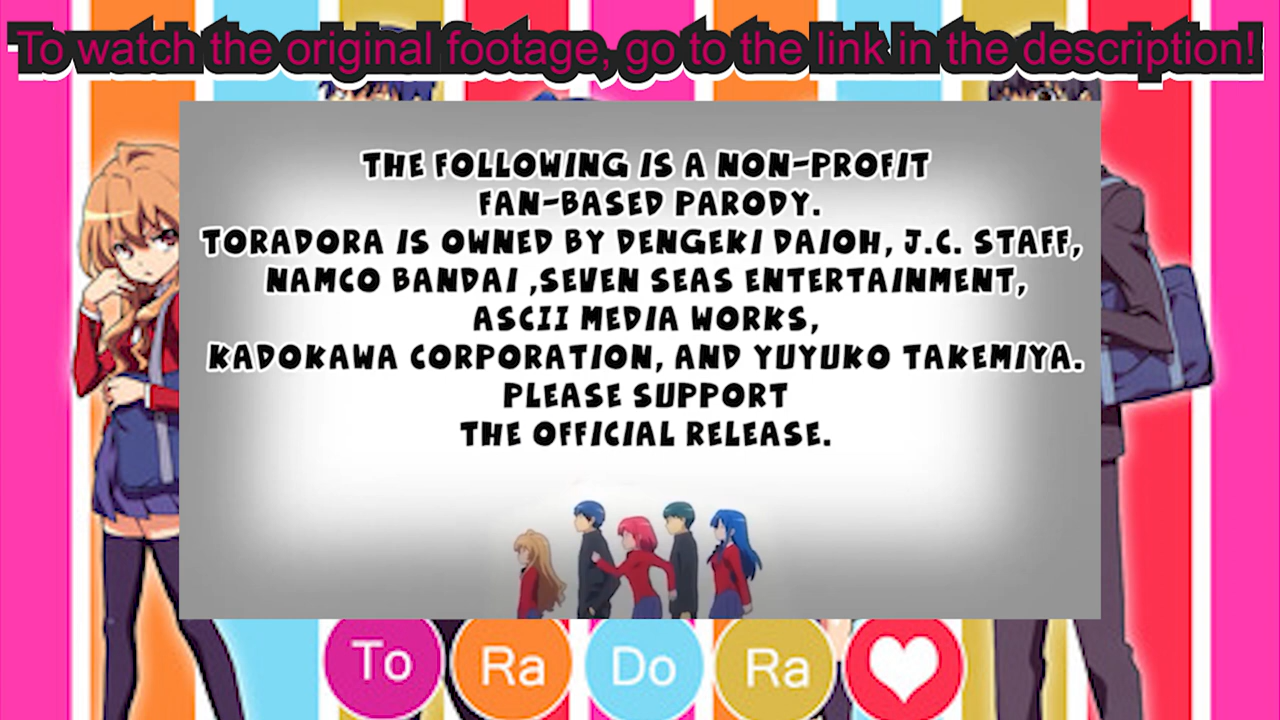 To watch the original footage, go to the link in the description!
THE FOLLOWING IS A NON-PROFIT
FAN-BASED PARODY.
TORADORA IS OWNED BY DENGEKI DAIOH, J.C. STAFF,
NAMCO BANDAI ,SEVEN SEAS ENTERTAINMENT,
ASCII MEDIA WORKS,
KADOKAWA CORPORATION, AND YUYUKO TAKEMIYA.
PLEASE SUPPORT
THE OFFICIAL RELEASE.
To Ra Do Ra